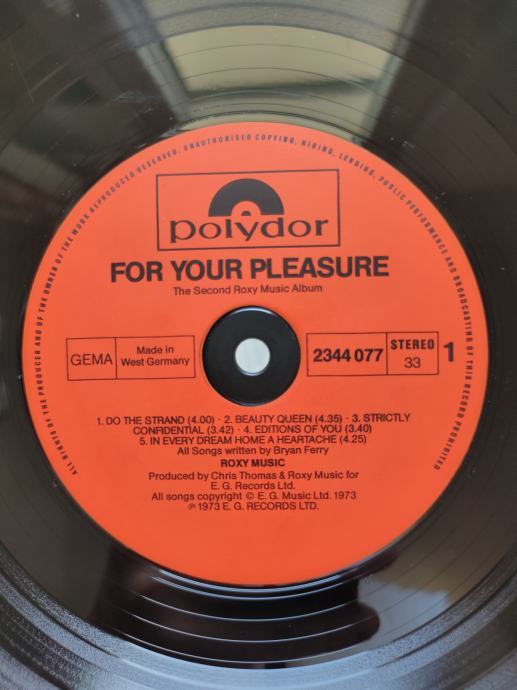 ALL RIGHTS OF THE PRODUCER AND OF THE OWNER OF THE WORK REPRODUCED RESERVED. UNAUTHORISED COPYING, HIRING, LENDING, PUBLIC PERFORMANCE AND BROADCASTING OF THIS RECORD PROHIBITED
polydor
FOR YOUR PLEASURE
The Second Roxy Music Album
GEMA
Made in
West Germany
2344 077
STEREO
33
1
1. DO THE STRAND (4.00) · 2. BEAUTY QUEEN (4.35) · 3. STRICTLY
CONFIDENTIAL (3.42) · 4. EDITIONS OF YOU (3.40)
5. IN EVERY DREAM HOME A HEARTACHE (4.25)
All Songs written by Bryan Ferry
ROXY MUSIC
Produced by Chris Thomas & Roxy Music for
E. G. Records Ltd.
All songs copyright © E. G. Music Ltd. 1973
℗ 1973 E. G. RECORDS LTD.